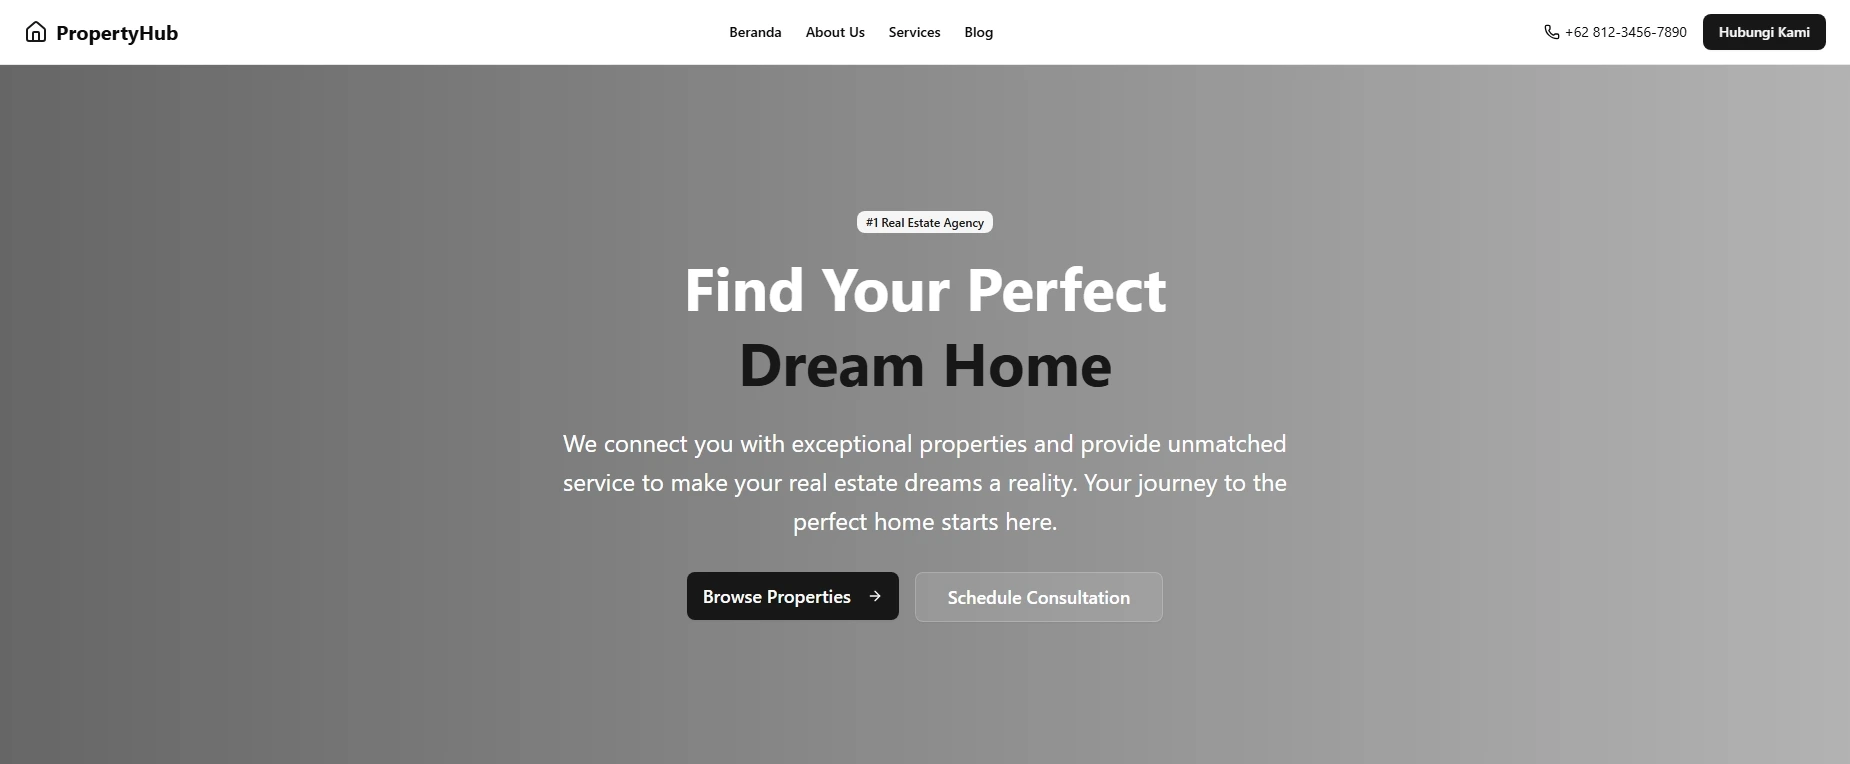 PropertyHub
Beranda
About Us
Services
Blog
+62 812-3456-7890
Hubungi Kami
#1 Real Estate Agency
Find Your Perfect
Dream Home
We connect you with exceptional properties and provide unmatched
service to make your real estate dreams a reality. Your journey to the
perfect home starts here.
Browse Properties
Schedule Consultation